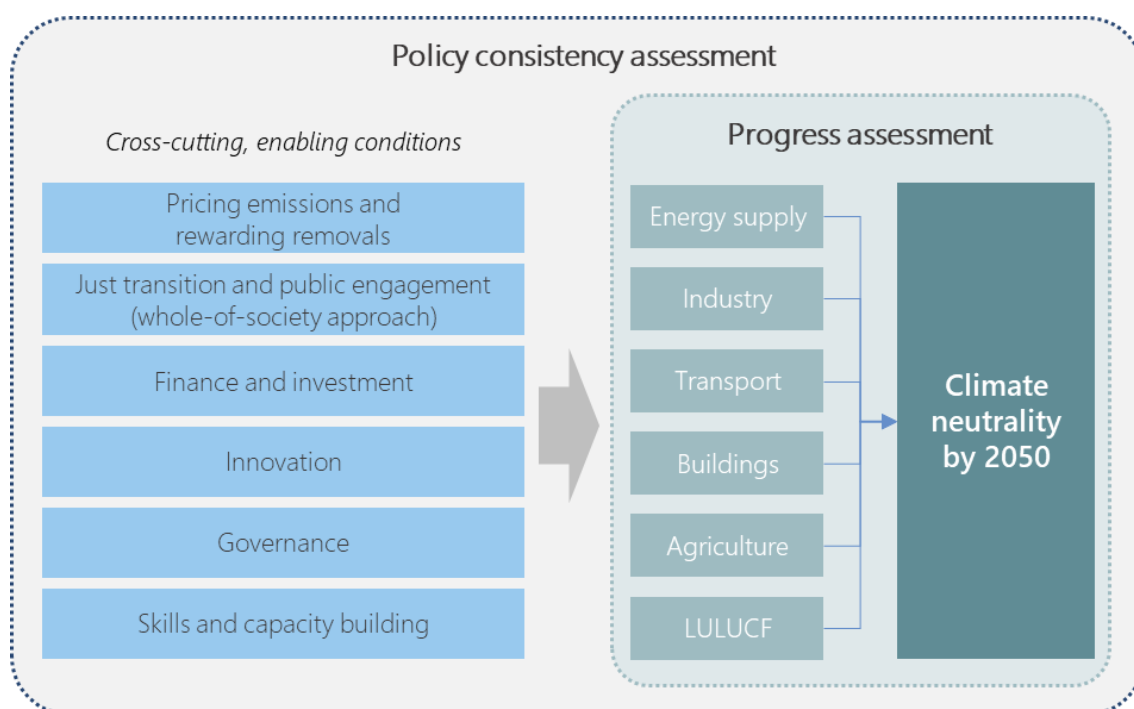 Policy consistency assessment
Cross-cutting, enabling conditions
Pricing emissions and
rewarding removals
Just transition and public engagement
(whole-of-society approach)
Finance and investment
Innovation
Governance
Skills and capacity building
Progress assessment
Energy supply
Industry
Transport
Buildings
Agriculture
LULUCF
Climate
neutrality
by 2050